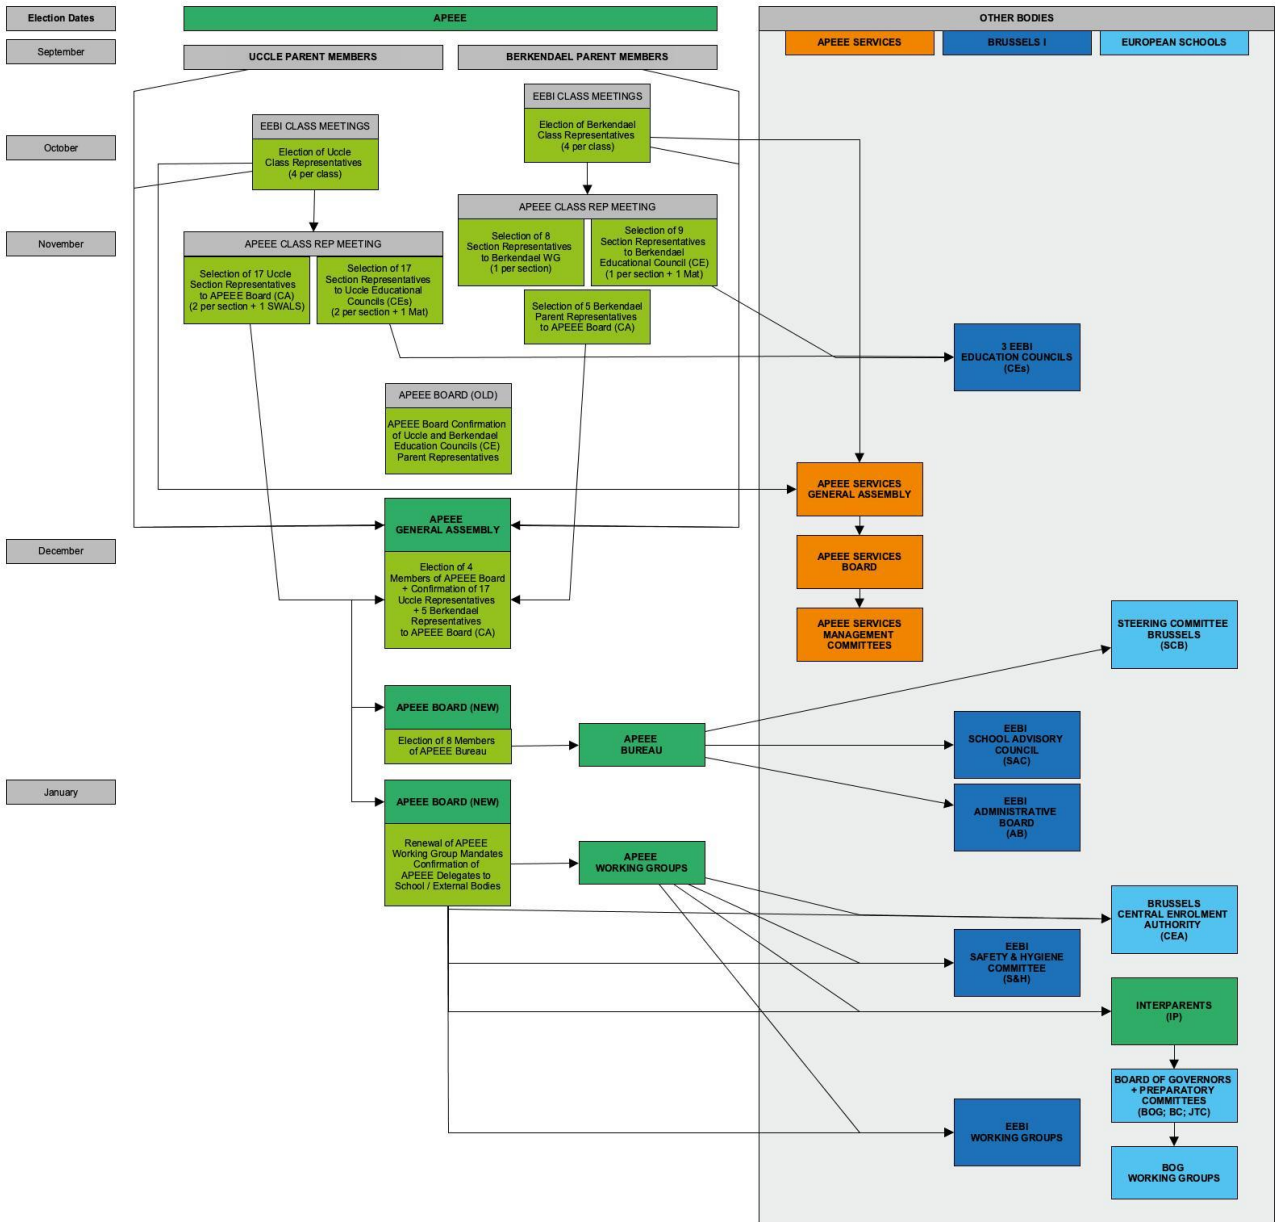 Election Dates
APEEE
OTHER BODIES
September
APEEE SERVICES
BRUSSELS I
EUROPEAN SCHOOLS
UCCLE PARENT MEMBERS
BERKENDAEL PARENT MEMBERS
EEBI CLASS MEETINGS
Election of Berkendael
Class Representatives
(4 per class)
EEBI CLASS MEETINGS
Election of Uccle
Class Representatives
(4 per class)
October
APEEE CLASS REP MEETING
Selection of 8
Section Representatives
to Berkendael WG
(1 per section)
Selection of 9
Section Representatives
to Berkendael
Educational Council (CE)
(1 per section + 1 Mat)
November
APEEE CLASS REP MEETING
Selection of 17 Uccle
Section Representatives
to APEEE Board (CA)
(2 per section + 1 SWALS)
Selection of 17
Section Representatives
to Uccle Educational
Councils (CEs)
(2 per section + 1 Mat)
Selection of 5 Berkendael
Parent Representatives
to APEEE Board (CA)
3 EEBI
EDUCATION COUNCILS
(CEs)
APEEE BOARD (OLD)
APEEE Board Confirmation
of Uccle and Berkendael
Education Councils (CE)
Parent Representatives
APEEE SERVICES
GENERAL ASSEMBLY
APEEE
GENERAL ASSEMBLY
December
APEEE SERVICES
BOARD
Election of 4
Members of APEEE Board
+ Confirmation of 17
Uccle Representatives
+ 5 Berkendael
Representatives
to APEEE Board (CA)
APEEE SERVICES
MANAGEMENT
COMMITTEES
STEERING COMMITTEE
BRUSSELS
(SCB)
APEEE BOARD (NEW)
Election of 8 Members
of APEEE Bureau
APEEE
BUREAU
EEBI
SCHOOL ADVISORY
COUNCIL
(SAC)
January
APEEE BOARD (NEW)
EEBI
ADMINISTRATIVE
BOARD
(AB)
Renewal of APEEE
Working Group Mandates
Confirmation of
APEEE Delegates to
School / External Bodies
APEEE
WORKING GROUPS
BRUSSELS
CENTRAL ENROLMENT
AUTHORITY
(CEA)
EEBI
SAFETY & HYGIENE
COMMITTEE
(S&H)
INTERPARENTS
(IP)
BOARD OF GOVERNORS
+ PREPARATORY
COMMITTEES
(BOG; BC; JTC)
EEBI
WORKING GROUPS
BOG
WORKING GROUPS